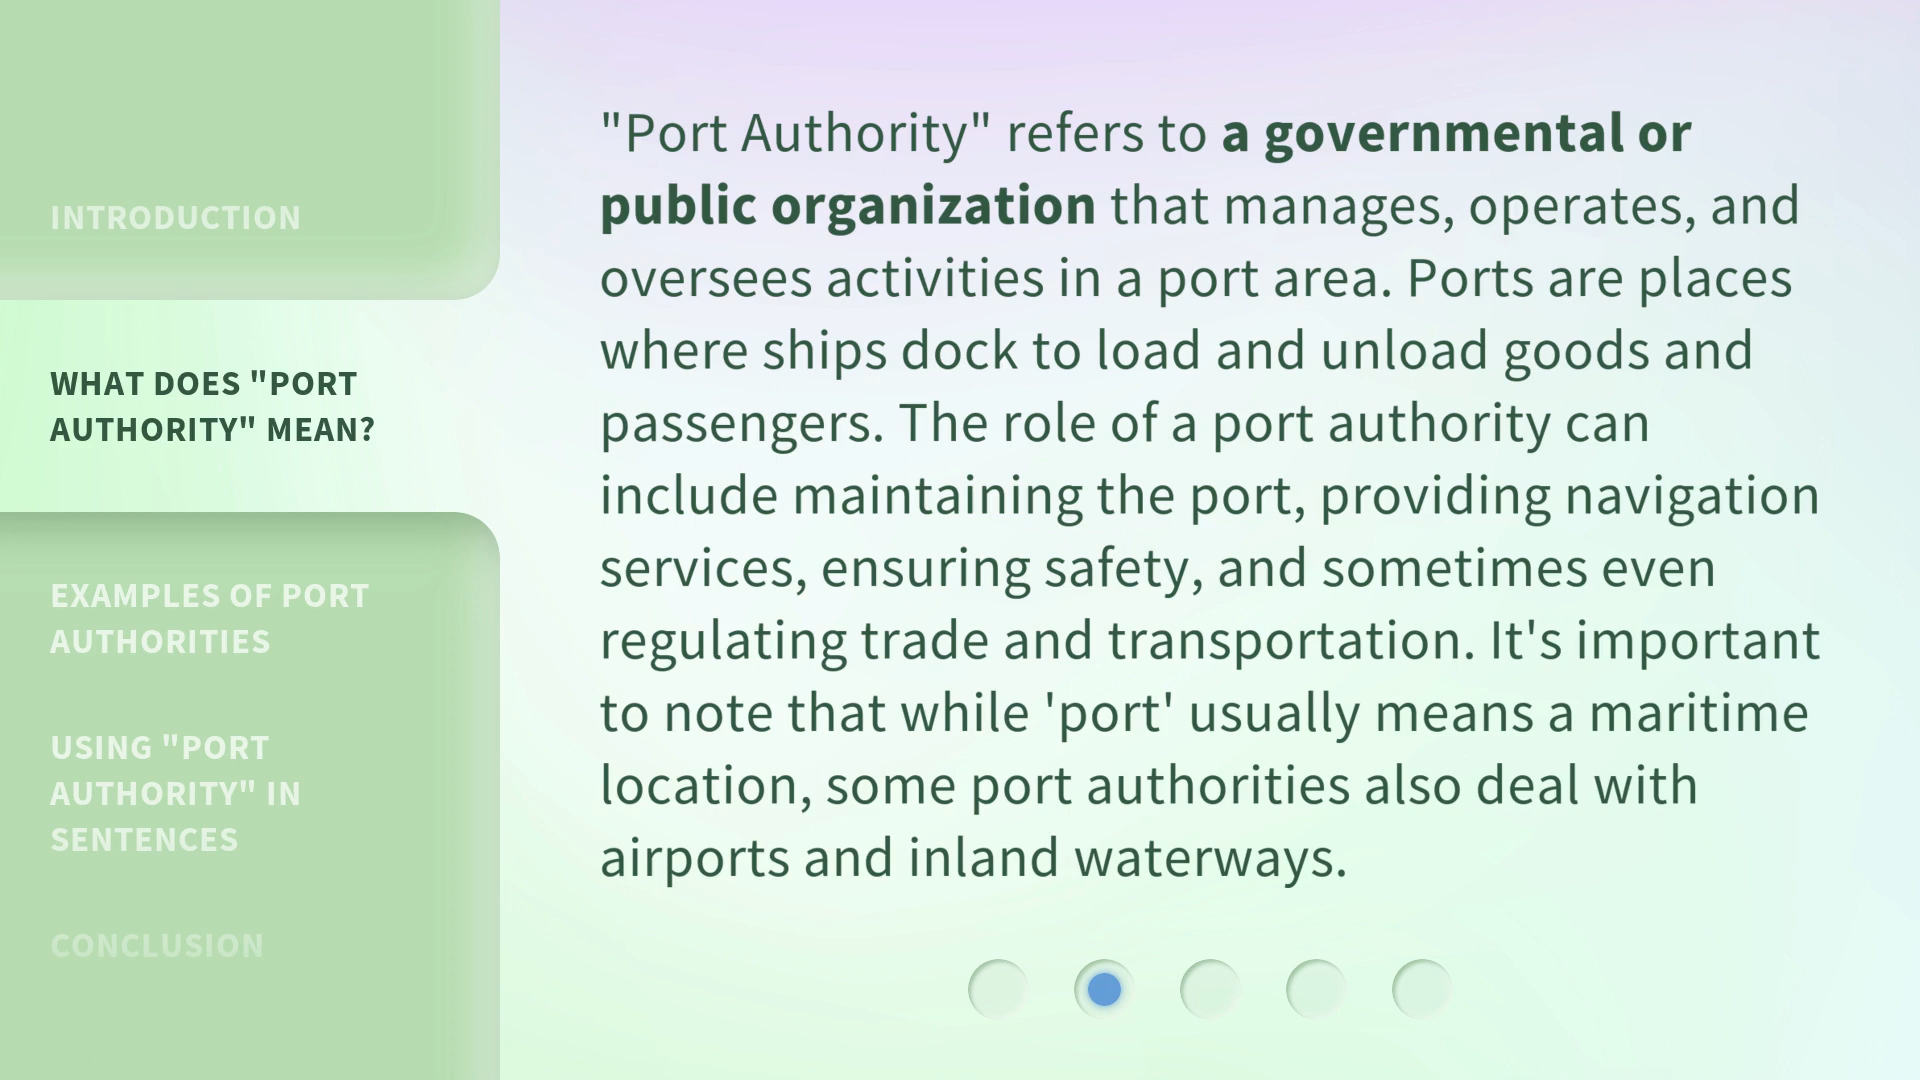 INTRODUCTION
WHAT DOES "PORT
AUTHORITY" MEAN?
EXAMPLES OF PORT
AUTHORITIES
USING "PORT
AUTHORITY" IN
SENTENCES
CONCLUSION
"Port Authority" refers to a governmental or
public organization that manages, operates, and
oversees activities in a port area. Ports are places
where ships dock to load and unload goods and
passengers. The role of a port authority can
include maintaining the port, providing navigation
services, ensuring safety, and sometimes even
regulating trade and transportation. It's important
to note that while 'port' usually means a maritime
location, some port authorities also deal with
airports and inland waterways.